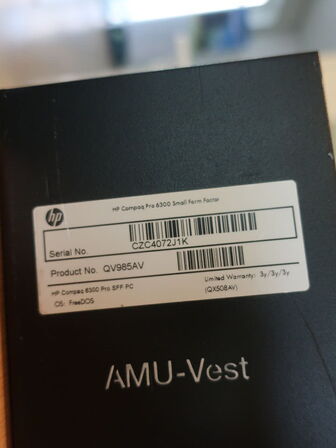 hp
HP Compaq Pro 6300 Small Form Factor
Serial No.
CZC4072J1K
Product No. QV985AV
Limited Warranty: 3y/3y/3y
HP Compaq 6300 Pro SFF PC
(QX508AV)
OS: FreeDOS
AMU-Vest